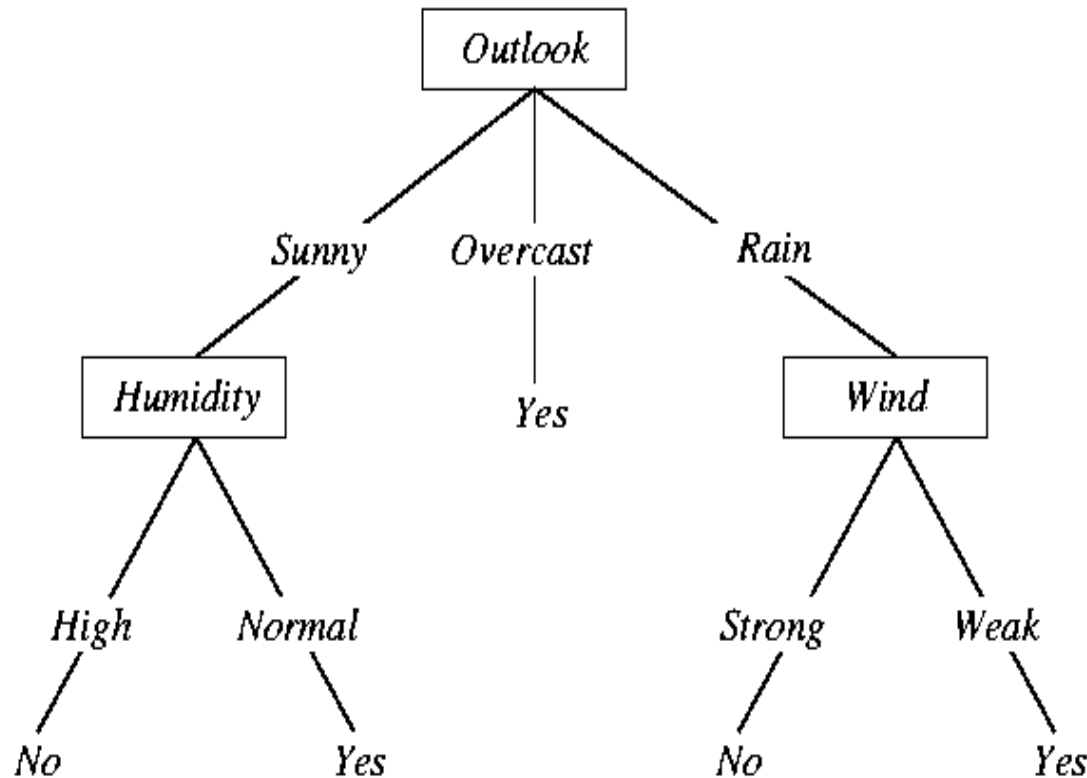 Outlook
Sunny Overcast Rain
Humidity Yes Wind
High Normal Strong Weak
No Yes No Yes